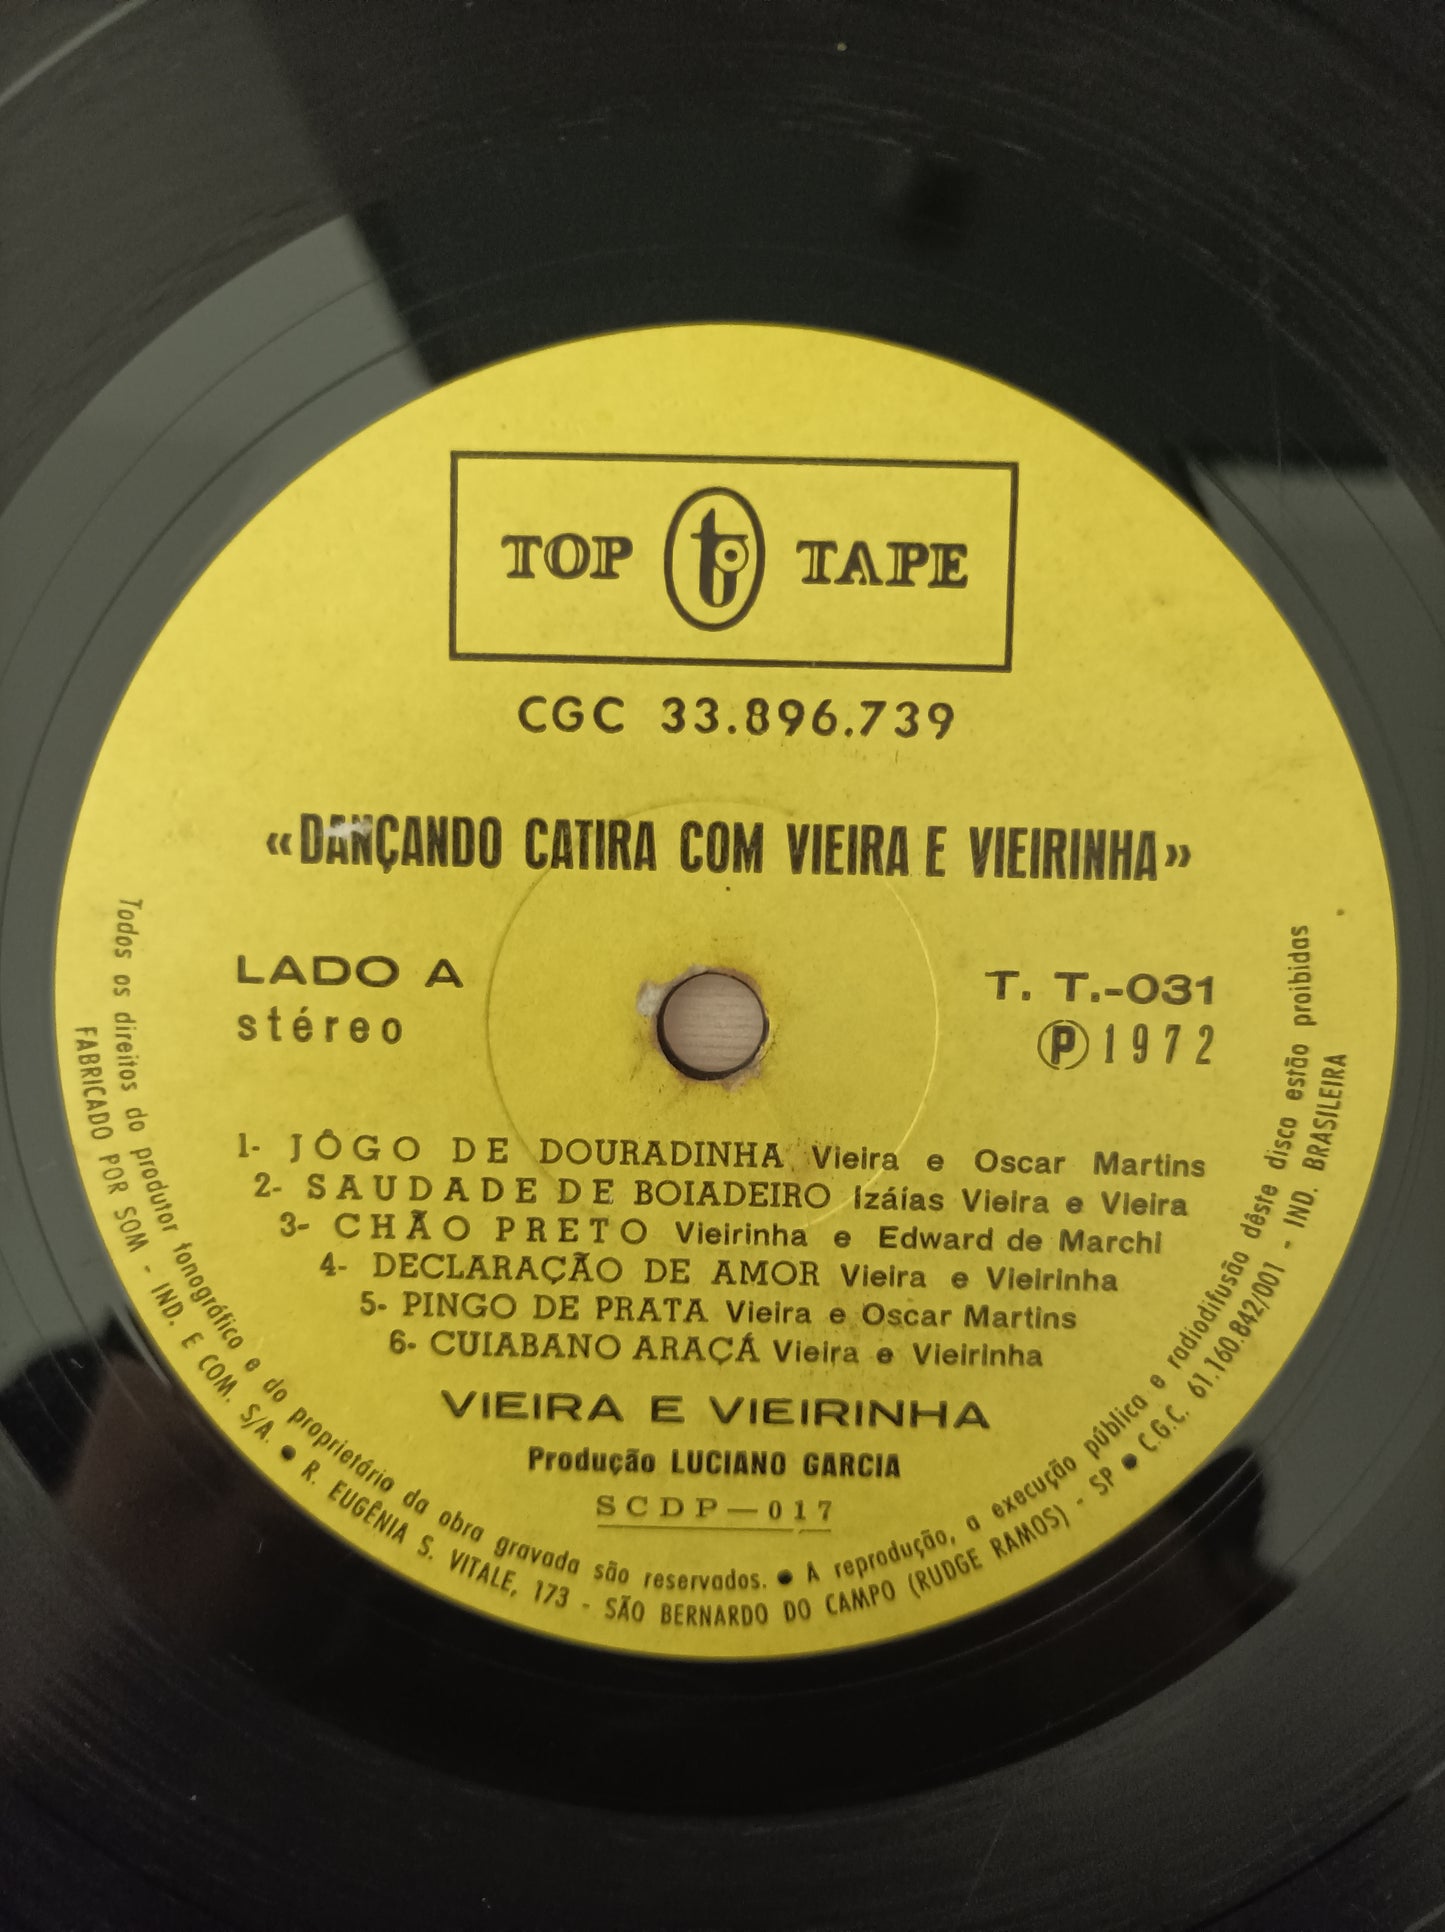 TOP t TAPE
CGC 33.896.739
«DANÇANDO CATIRA COM VIEIRA E VIEIRINHA»
LADO A
stéreo
T. T.-031
Ⓟ 1972
1- JÔGO DE DOURADINHA Vieira e Oscar Martins
2- SAUDADE DE BOIADEIRO Izáías Vieira e Vieira
3- CHÃO PRETO Vieirinha e Edward de Marchi
4- DECLARAÇÃO DE AMOR Vieira e Vieirinha
5- PINGO DE PRATA Vieira e Oscar Martins
6- CUIABANO ARAÇÁ Vieira e Vieirinha
VIEIRA E VIEIRINHA
Produção LUCIANO GARCIA
SCDP—017
Todos os direitos do produtor fonográfico e do proprietário da obra gravada são reservados. ● A reprodução, a execução pública e radiodifusão dêste disco estão proibidas
FABRICADO POR SOM - IND. E COM. S/A. ● R. EUGÊNIA S. VITALE, 173 - SÃO BERNARDO DO CAMPO (RUDGE RAMOS) - SP ● C.G.C. 61.160.842/001 - IND. BRASILEIRA